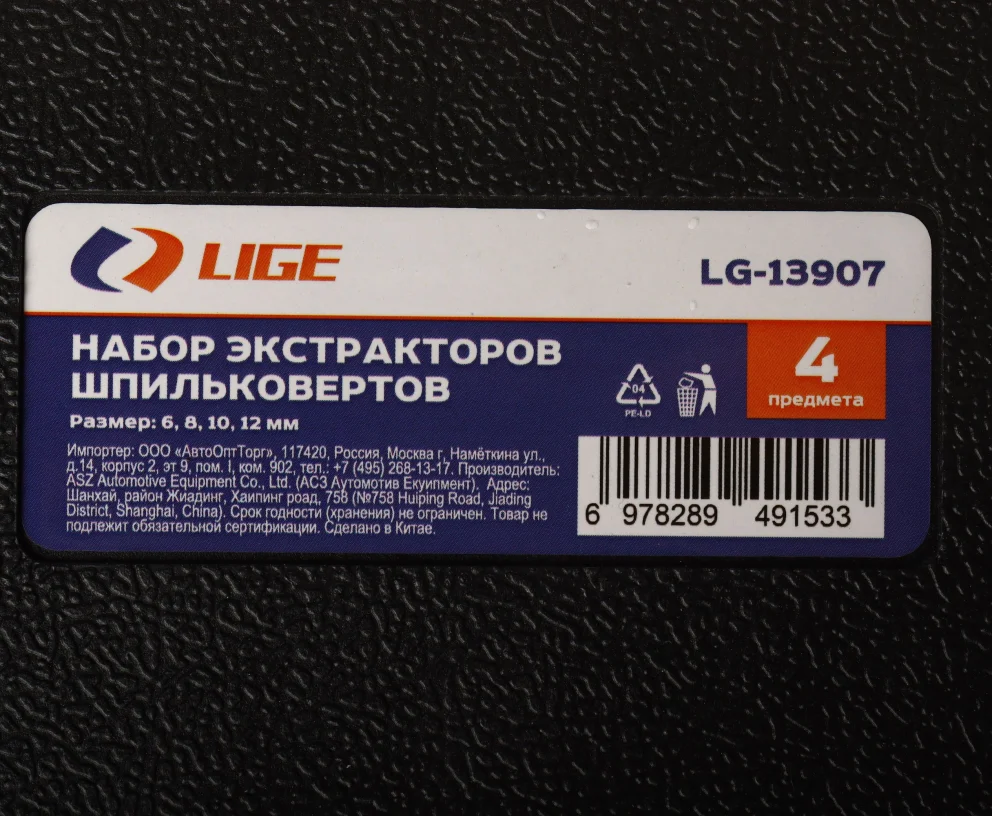 LIGE
LG-13907
НАБОР ЭКСТРАКТОРОВ
ШПИЛЬКОВЕРТОВ
Размер: 6, 8, 10, 12 мм
04
PE-LD
4
предмета
Импортер: ООО «АвтоОптТорг», 117420, Россия, Москва г, Намёткина ул.,
д.14, корпус 2, эт 9, пом. I, ком. 902, тел.: +7 (495) 268-13-17. Производитель:
ASZ Automotive Equipment Co., Ltd. (АСЗ Аутомотив Екуипмент). Адрес:
Шанхай, район Жиадинг, Хаипинг роад, 758 (№758 Huiping Road, Jiading
District, Shanghai, China). Срок годности (хранения) не ограничен. Товар не
подлежит обязательной сертификации. Сделано в Китае.
6 978289 491533